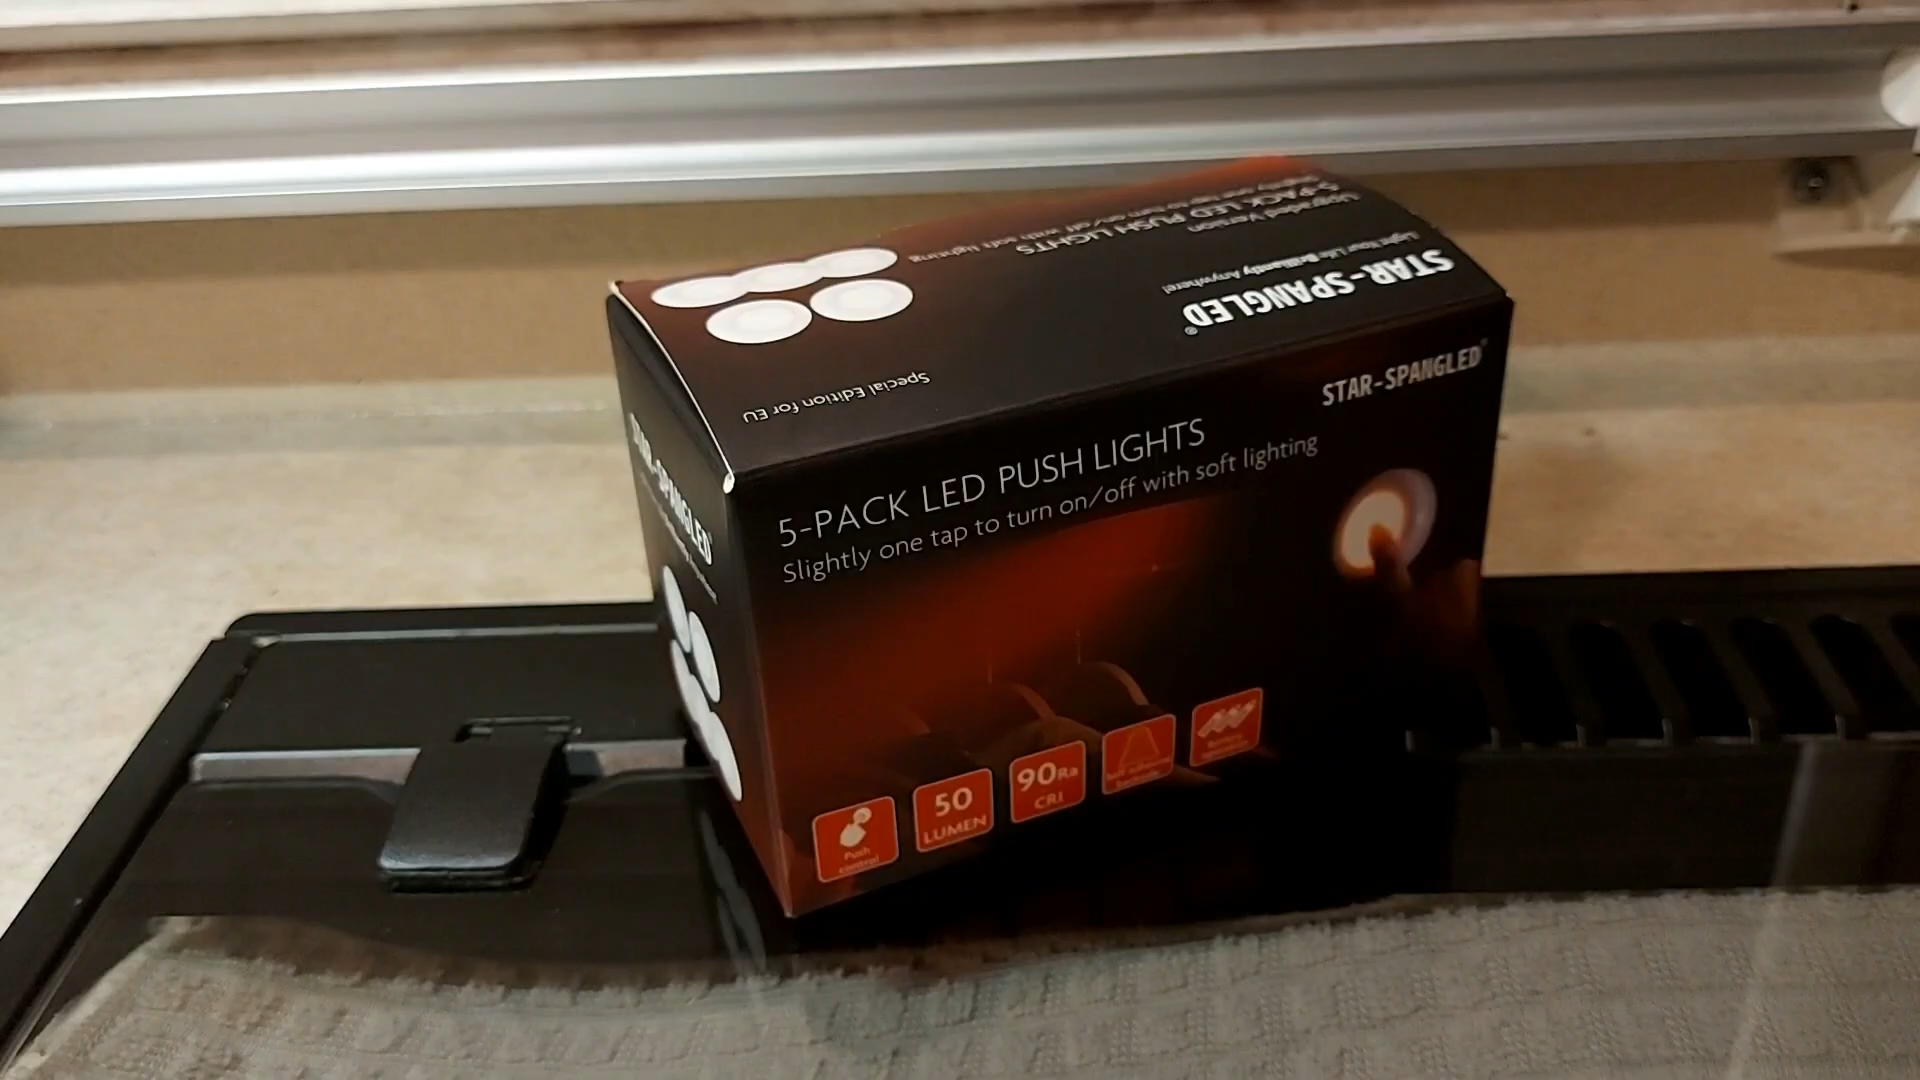 Slightly one tap to turn on/off with soft lighting
5-PACK LED PUSH LIGHTS
Upgraded Version
Light Your Life Brilliantly Anywhere!
STAR-SPANGLED®
Special Edition for EU
STAR-SPANGLED
5-PACK LED PUSH LIGHTS
Slightly one tap to turn on/off with soft lighting
STAR-SPANGLED
Push
control
50
LUMEN
90Ra
CRI